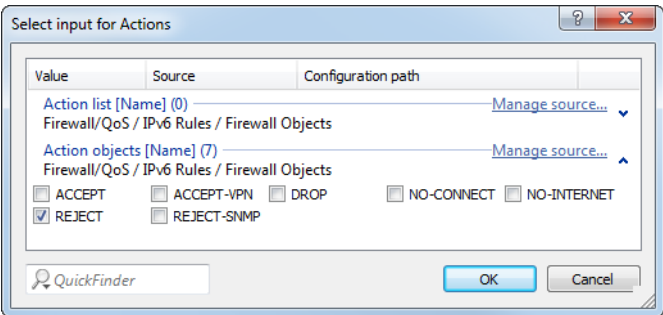 Select input for Actions
Value Source Configuration path
Action list [Name] (0) Manage source...
Firewall/QoS / IPv6 Rules / Firewall Objects
Action objects [Name] (7) Manage source...
Firewall/QoS / IPv6 Rules / Firewall Objects
ACCEPT ACCEPT-VPN DROP NO-CONNECT NO-INTERNET
REJECT REJECT-SNMP
QuickFinder OK Cancel